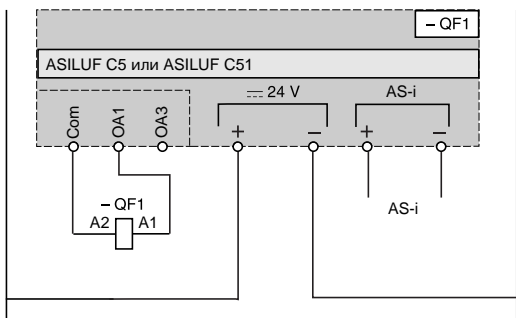 – QF1
ASILUF C5 или ASILUF C51
Com
OA1
OA3
24 V
AS-i
+
–
+
–
– QF1
A2
A1
AS-i